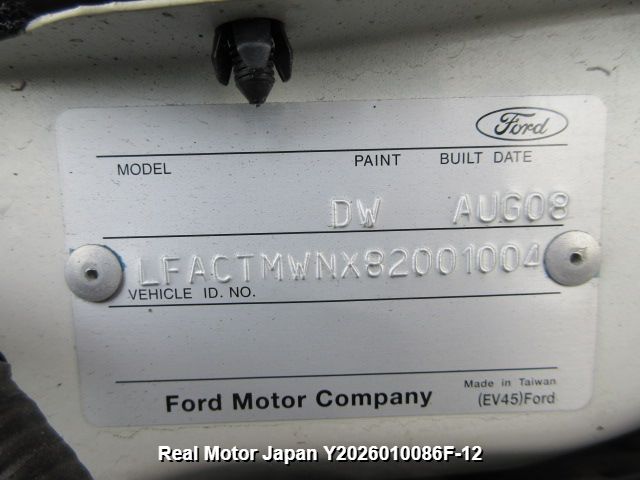 Ford
MODEL PAINT BUILT DATE
DW AUG08
LFACTMWNX82001004
VEHICLE ID. NO.
Made in Taiwan
Ford Motor Company (EV45)Ford
Real Motor Japan Y2026010086F-12